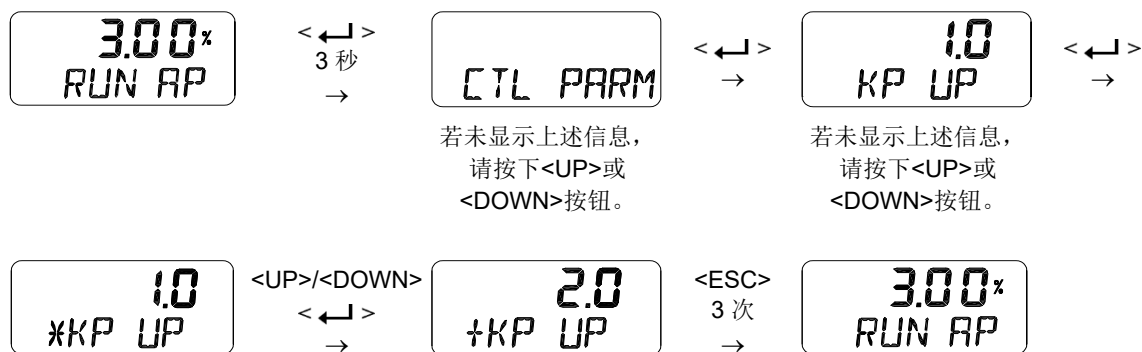 3.00%
RUN AP
<↵>
3 秒
→
CTL PARM
若未显示上述信息，
请按下<UP>或
<DOWN>按钮。
<↵>
→
1.0
KP UP
若未显示上述信息，
请按下<UP>或
<DOWN>按钮。
<↵>
→
1.0
*KP UP
<UP>/<DOWN>
<↵>
→
2.0
+KP UP
<ESC>
3 次
→
3.00%
RUN AP